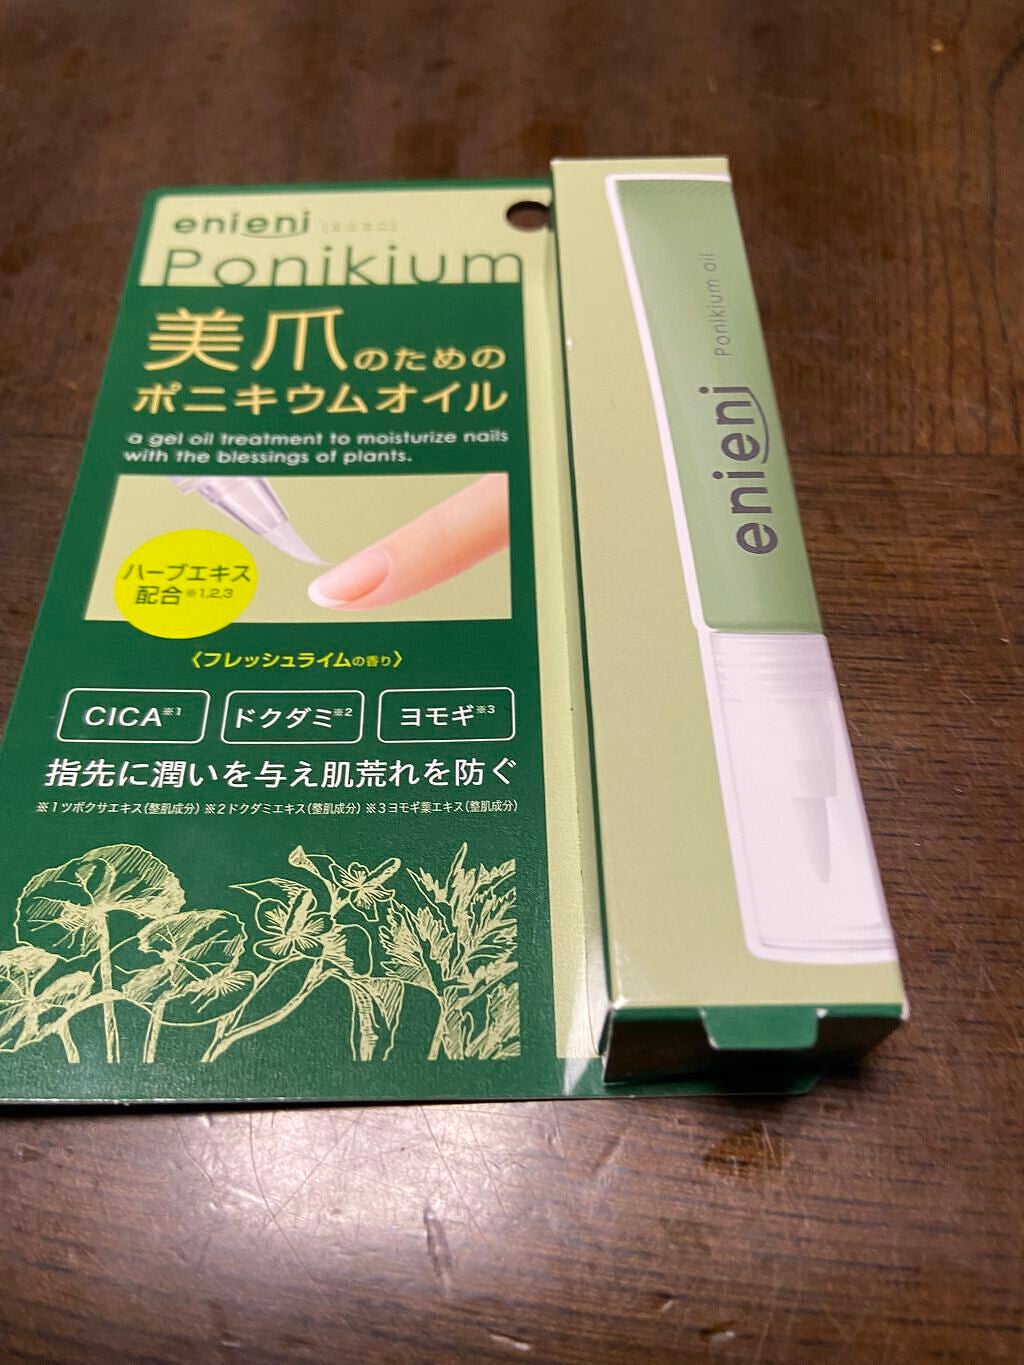 enieni [エニエニ]
Ponikium
美爪のための
ポニキウムオイル
a gel oil treatment to moisturize nails
with the blessings of plants.
ハーブエキス
配合※1,2,3
〈フレッシュライムの香り〉
CICA※1
ドクダミ※2
ヨモギ※3
指先に潤いを与え肌荒れを防ぐ
※1ツボクサエキス(整肌成分) ※2ドクダミエキス(整肌成分) ※3ヨモギ葉エキス(整肌成分)
enieni Ponikium oil